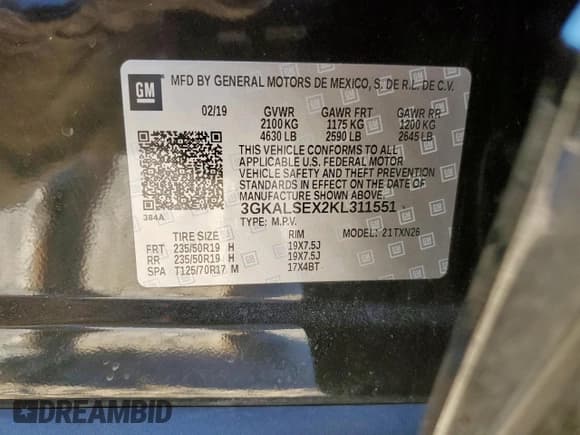 GM
MFD BY GENERAL MOTORS DE MEXICO, S. DE R.L. DE C.V.
02/19 GVWR GAWR FRT GAWR RR
2100 KG 1175 KG 1200 KG
4630 LB 2590 LB 2645 LB
THIS VEHICLE CONFORMS TO ALL
APPLICABLE U.S. FEDERAL MOTOR
VEHICLE SAFETY AND THEFT PREVENTION
STANDARDS IN EFFECT ON THE DATE OF
MANUFACTURE SHOWN ABOVE.
384A 3GKALSEX2KL311551
TYPE: M.P.V. MODEL: 21TXN26
TIRE SIZE RIM
FRT 235/50R19 H 19X7.5J
RR 235/50R19 H 19X7.5J
SPA T125/70R17 M 17X4BT
DREAMBID